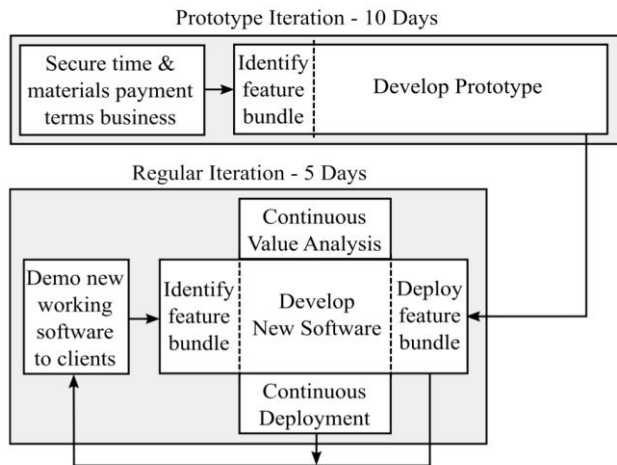 Prototype Iteration - 10 Days
Secure time &
materials payment
terms business
Identify
feature
bundle
Develop Prototype
Regular Iteration - 5 Days
Continuous
Value Analysis
Demo new
working
software
to clients
Identify
feature
bundle
Develop
New Software
Deploy
feature
bundle
Continuous
Deployment